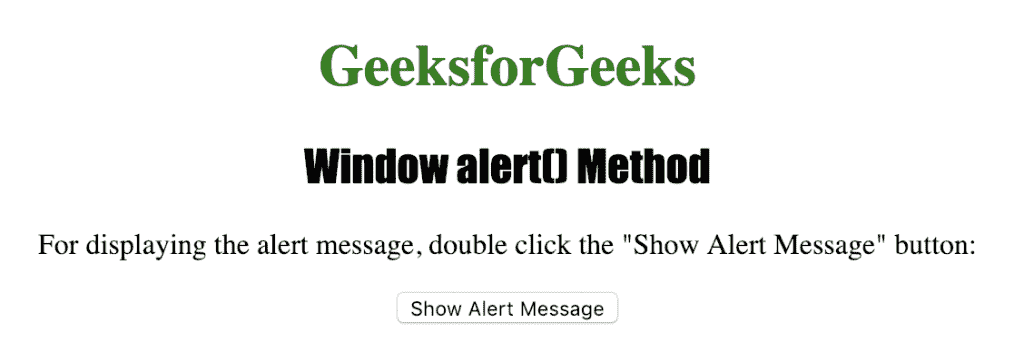 GeeksforGeeks
Window alert() Method
For displaying the alert message, double click the "Show Alert Message" button:
Show Alert Message